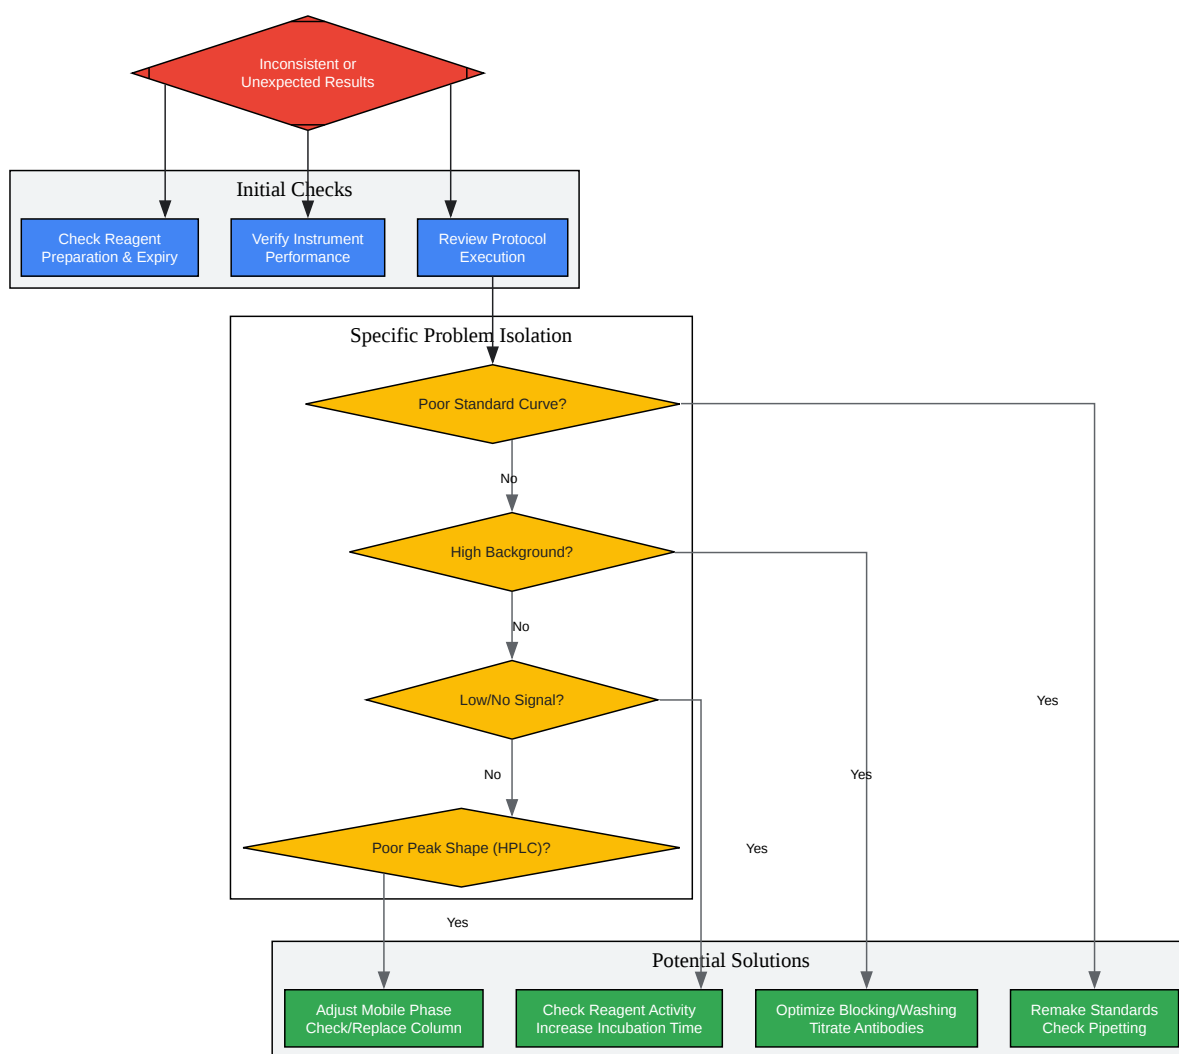 Inconsistent or
Unexpected Results
Initial Checks
Check Reagent
Preparation & Expiry
Verify Instrument
Performance
Review Protocol
Execution
Specific Problem Isolation
Poor Standard Curve?
No
High Background?
No
Low/No Signal?
Yes
No
Yes
Poor Peak Shape (HPLC)?
Yes
Yes
Potential Solutions
Adjust Mobile Phase
Check/Replace Column
Check Reagent Activity
Increase Incubation Time
Optimize Blocking/Washing
Titrate Antibodies
Remake Standards
Check Pipetting